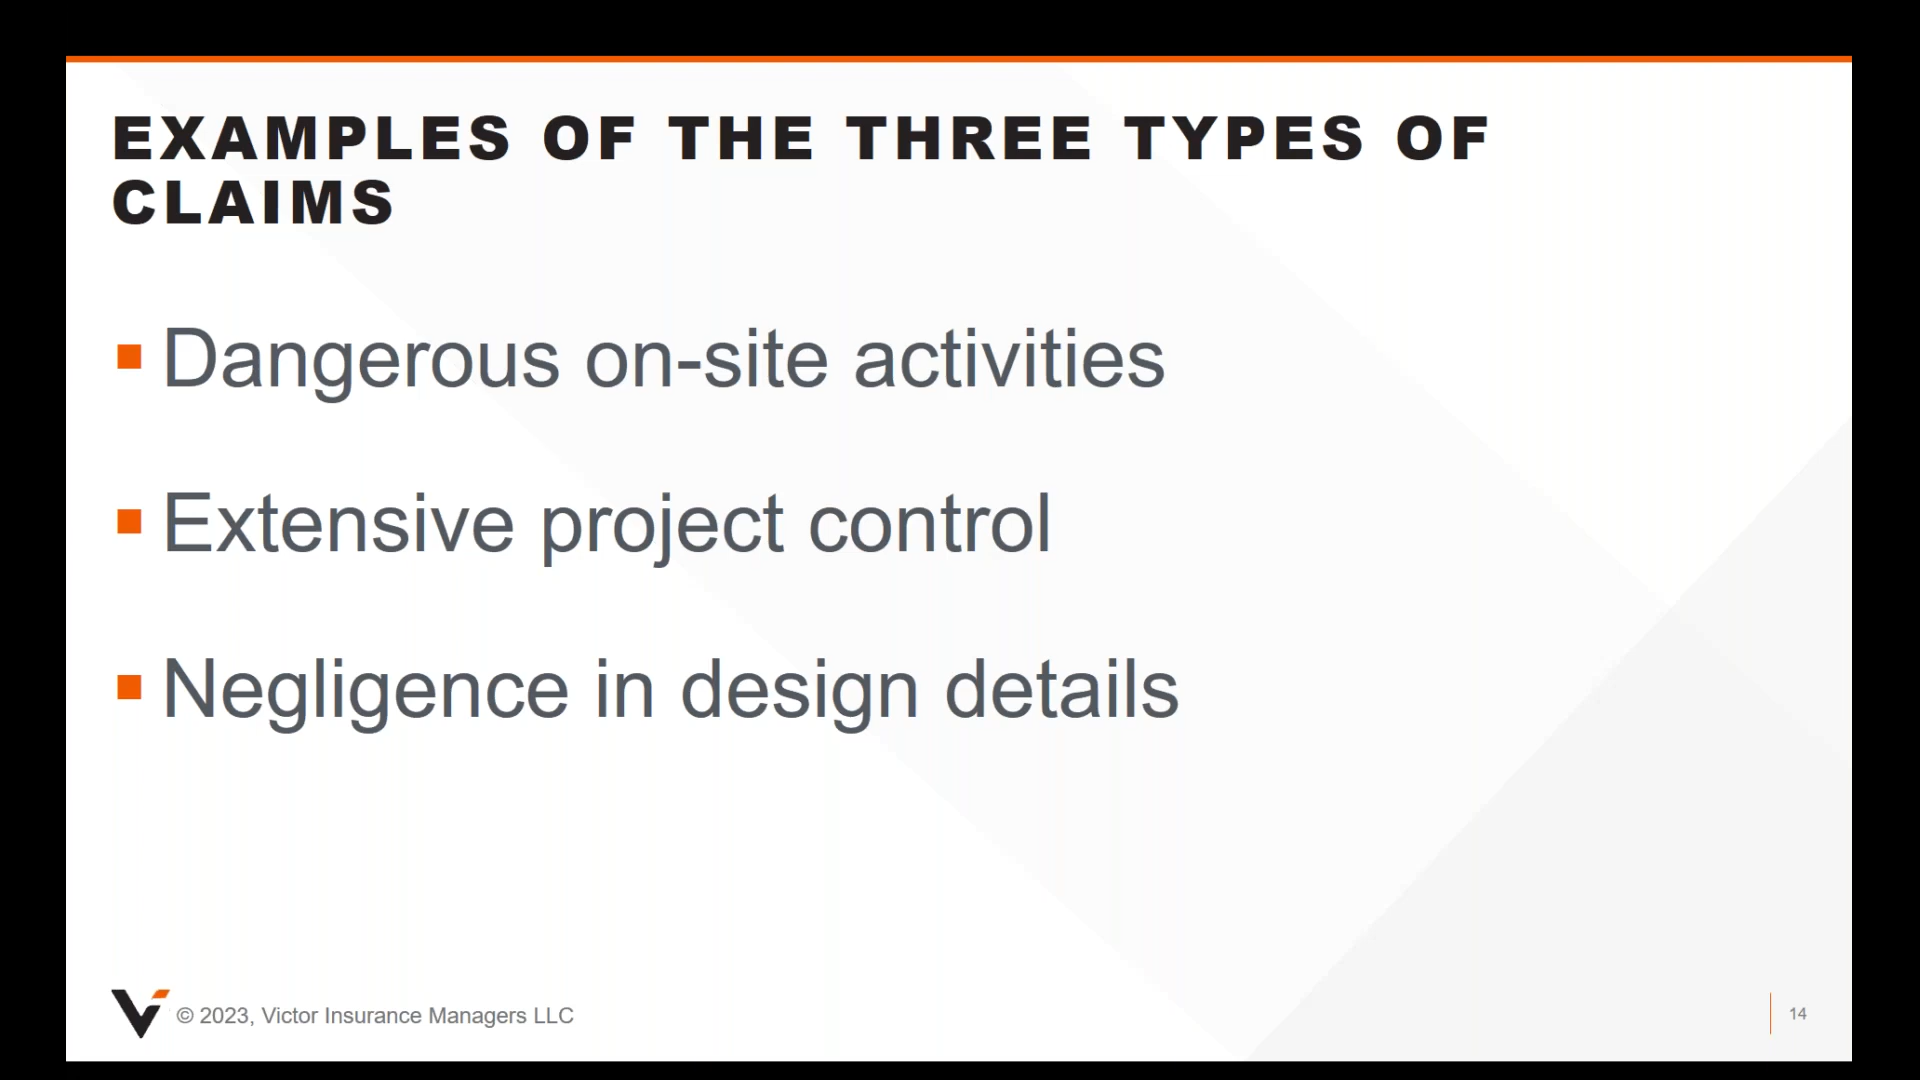 EXAMPLES OF THE THREE TYPES OF
CLAIMS
Dangerous on-site activities
Extensive project control
Negligence in design details
© 2023, Victor Insurance Managers LLC
14